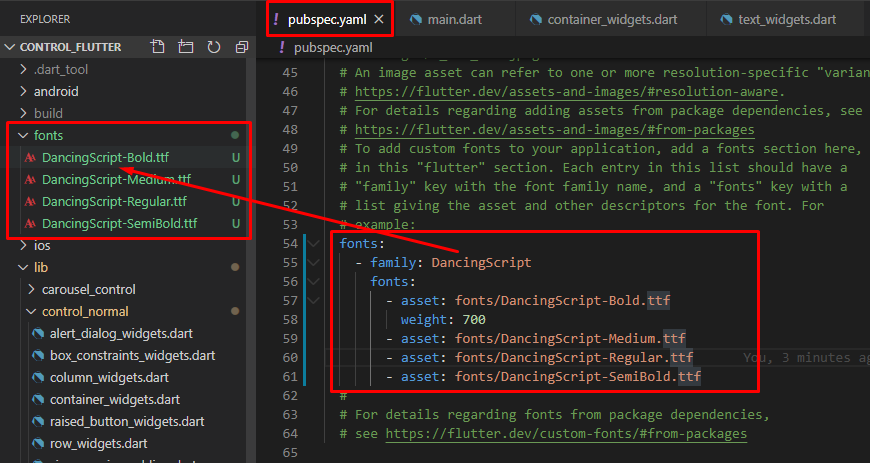 EXPLORER
CONTROL_FLUTTER
.dart_tool
android
build
fonts
DancingScript-Bold.ttf U
DancingScript-Medium.ttf U
DancingScript-Regular.ttf U
DancingScript-SemiBold.ttf U
ios
lib
carousel_control
control_normal
alert_dialog_widgets.dart
box_constraints_widgets.dart
column_widgets.dart
container_widgets.dart
raised_button_widgets.dart
row_widgets.dart
! pubspec.yaml ×
main.dart
container_widgets.dart
text_widgets.dart
! pubspec.yaml
45 # An image asset can refer to one or more resolution-specific "varian
46 # https://flutter.dev/assets-and-images/#resolution-aware.
47 # For details regarding adding assets from package dependencies, see
48 # https://flutter.dev/assets-and-images/#from-packages
49 # To add custom fonts to your application, add a fonts section here,
50 # in this "flutter" section. Each entry in this list should have a
51 # "family" key with the font family name, and a "fonts" key with a
52 # list giving the asset and other descriptors for the font. For
53 # example:
54 fonts:
55 - family: DancingScript
56 fonts:
57 - asset: fonts/DancingScript-Bold.ttf
58 weight: 700
59 - asset: fonts/DancingScript-Medium.ttf
60 - asset: fonts/DancingScript-Regular.ttf You, 3 minutes ag
61 - asset: fonts/DancingScript-SemiBold.ttf
62 #
63 # For details regarding fonts from package dependencies,
64 # see https://flutter.dev/custom-fonts/#from-packages
65